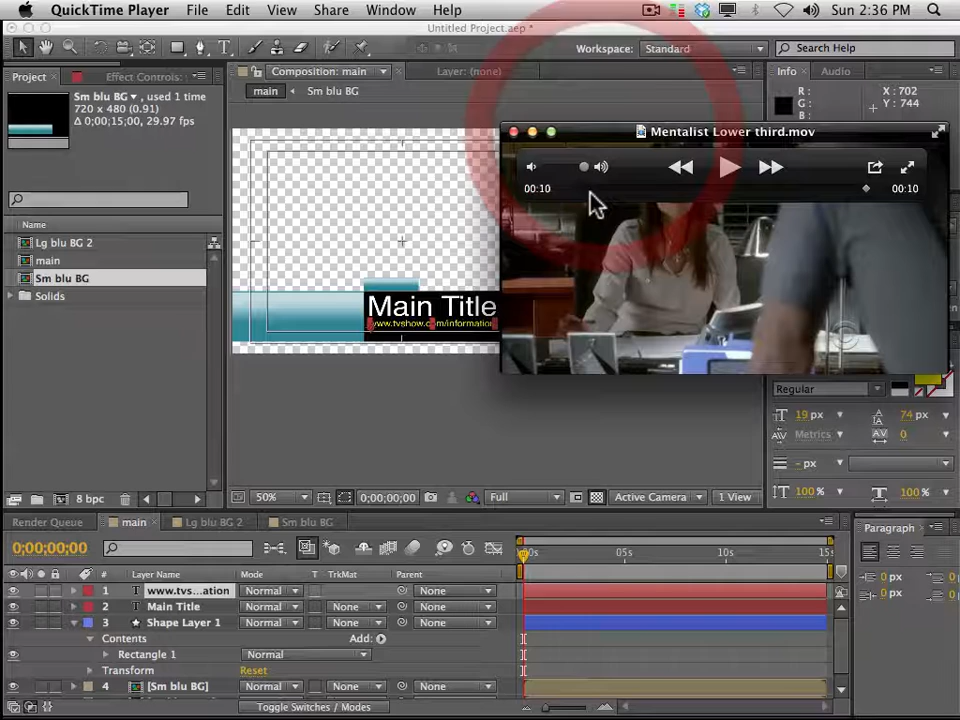 QuickTime Player File Edit View Share Window Help Sun 2:36 PM
Untitled Project.aep *
Workspace: Standard Search Help
Project Effect Controls: Composition: main Layer: (none) Info Audio
Sm blu BG , used 1 time
720 x 480 (0.91)
Δ 0;00;15;00, 29.97 fps
main Sm blu BG
R :
G :
B :
X : 702
Y : 744
Mentalist Lower third.mov
00:10 00:10
Lg blu BG 2
main
Sm blu BG
Solids
Main Title
www.tvshow.com/information
Regular
19 px 74 px
Metrics 0
- px
100 % 100 %
8 bpc 50% 0;00;00;00 Full Active Camera 1 View
Render Queue main Lg blu BG 2 Sm blu BG
0;00;00;00
Paragraph
# Layer Name Mode T TrkMat Parent
00s 05s 10s 15s
1 T www.tvs...ation Normal None
2 T Main Title Normal None None
3 Shape Layer 1 Normal None None
Contents Add:
Rectangle 1 Normal
Transform Reset
4 [Sm blu BG] Normal None None
Toggle Switches / Modes
0 px
0 px